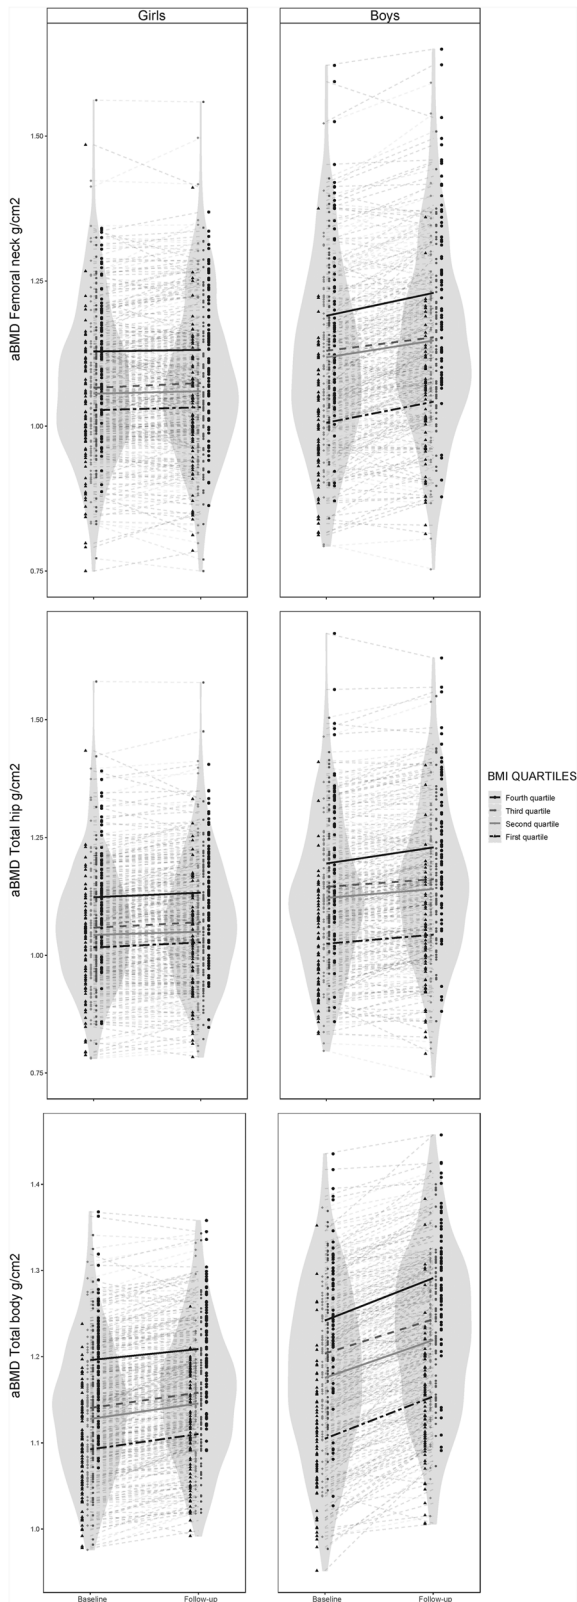 Girls
Boys
aBMD Femoral neck g/cm2
1.50
1.25
1.00
0.75
aBMD Total hip g/cm2
1.50
1.25
1.00
0.75
BMI QUARTILES
Fourth quartile
Third quartile
Second quartile
First quartile
aBMD Total body g/cm2
1.4
1.3
1.2
1.1
1.0
Baseline
Follow-up
Baseline
Follow-up